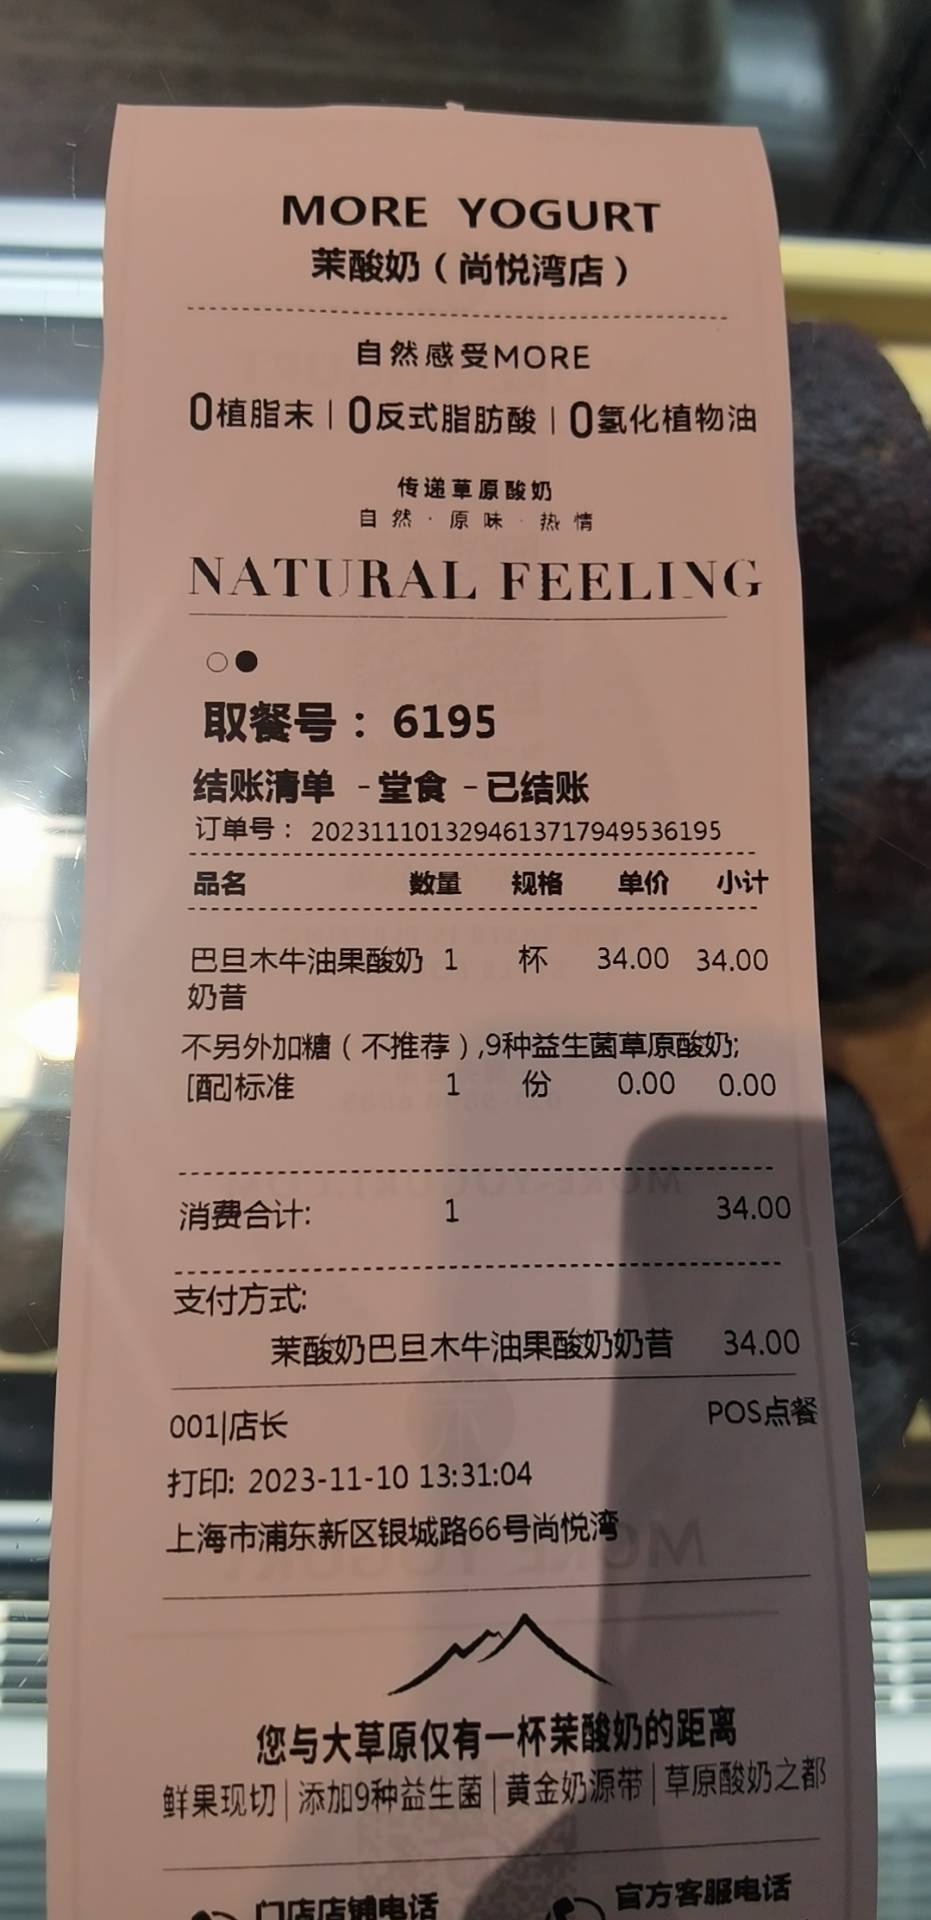 MORE YOGURT
茉酸奶（尚悦湾店）
自然感受MORE
0植脂末｜0反式脂肪酸｜0氢化植物油
传递草原酸奶
自然·原味·热情
NATURAL FEELING
取餐号：6195
结账清单 -堂食 -已结账
订单号：20231110132946137179495​36195
品名 数量 规格 单价 小计
巴旦木牛油果酸奶 1 杯 34.00 34.00
奶昔
不另外加糖（不推荐）,9种益生菌草原酸奶;
[配]标准 1 份 0.00 0.00
消费合计: 1 34.00
支付方式:
茉酸奶巴旦木牛油果酸奶奶昔 34.00
001|店长 POS点餐
打印: 2023-11-10 13:31:04
上海市浦东新区银城路66号尚悦湾
您与大草原仅有一杯茉酸奶的距离
鲜果现切｜添加9种益生菌｜黄金奶源带｜草原酸奶之都
门店店铺电话 官方客服电话